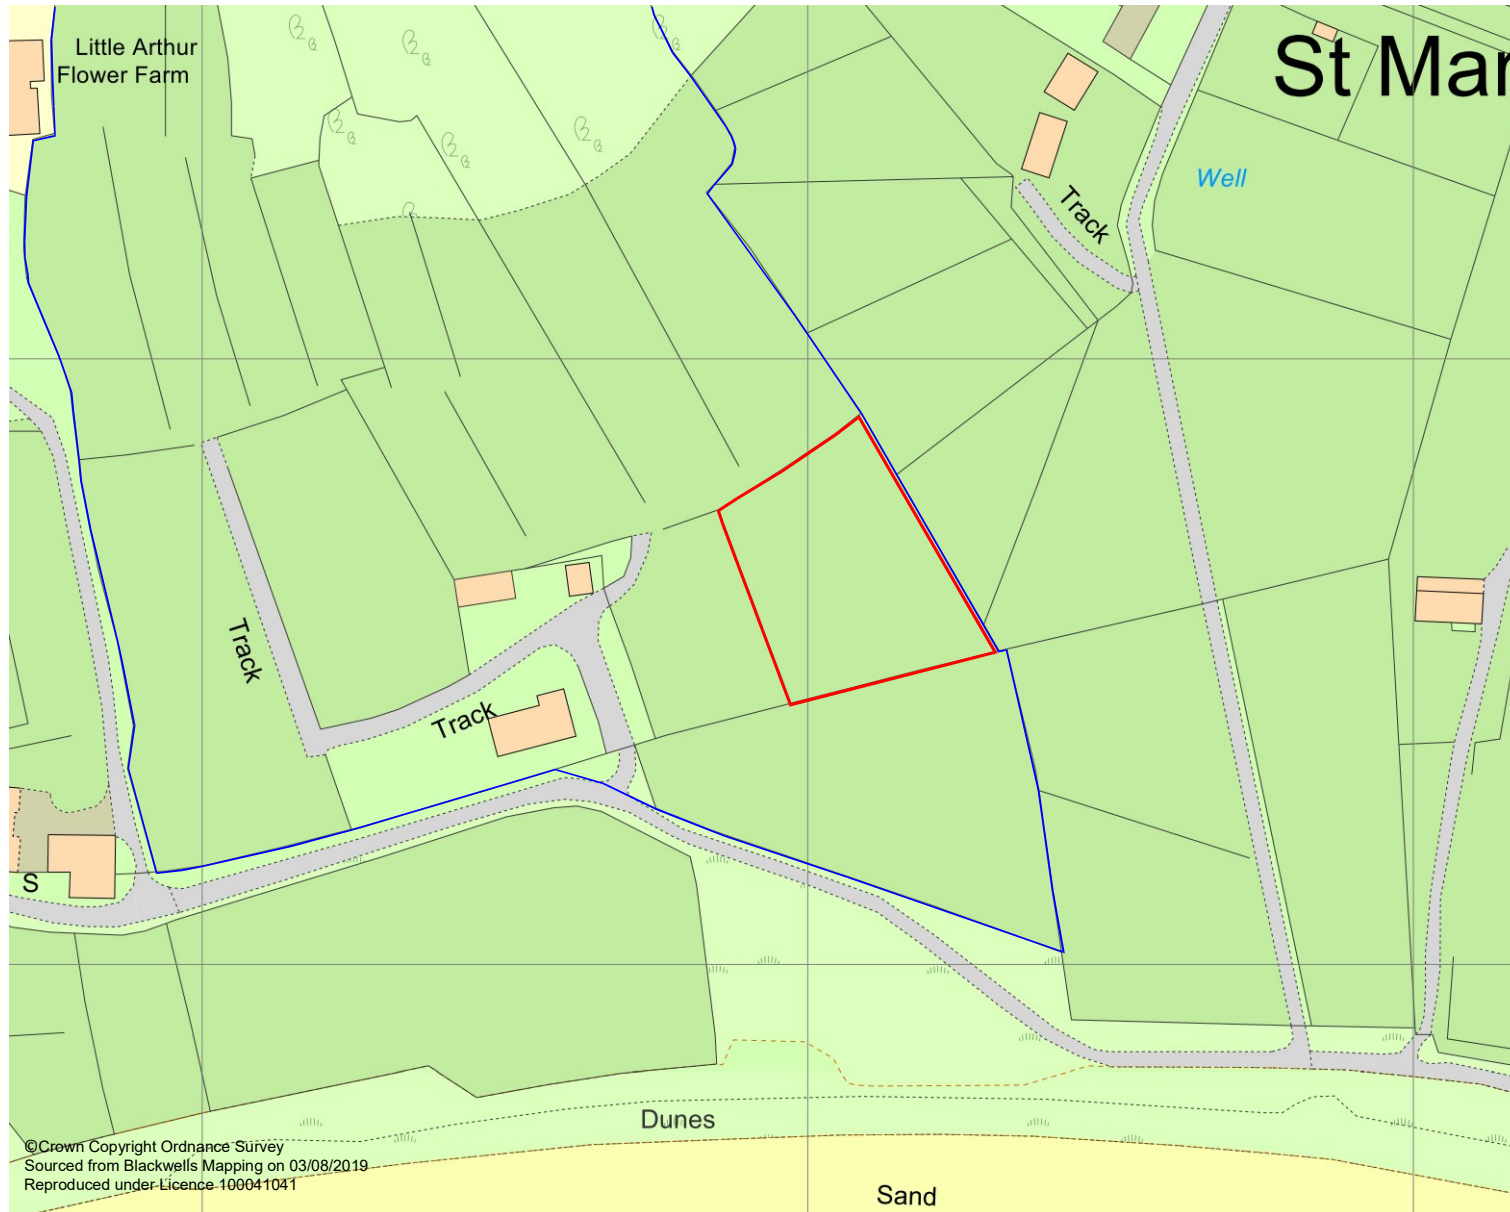 Little Arthur
Flower Farm
St Mar
Well
Track
Track
Track
S
Dunes
©Crown Copyright Ordnance Survey
Sourced from Blackwells Mapping on 03/08/2019
Reproduced under Licence 100041041
Sand